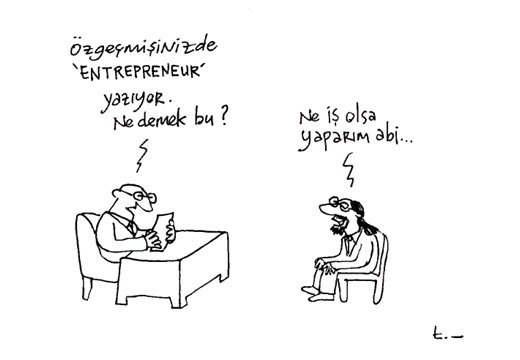 Özgeçmişinizde
'ENTREPRENEUR'
yazıyor.
Ne demek bu?
Ne iş olsa
yaparım abi...
t.